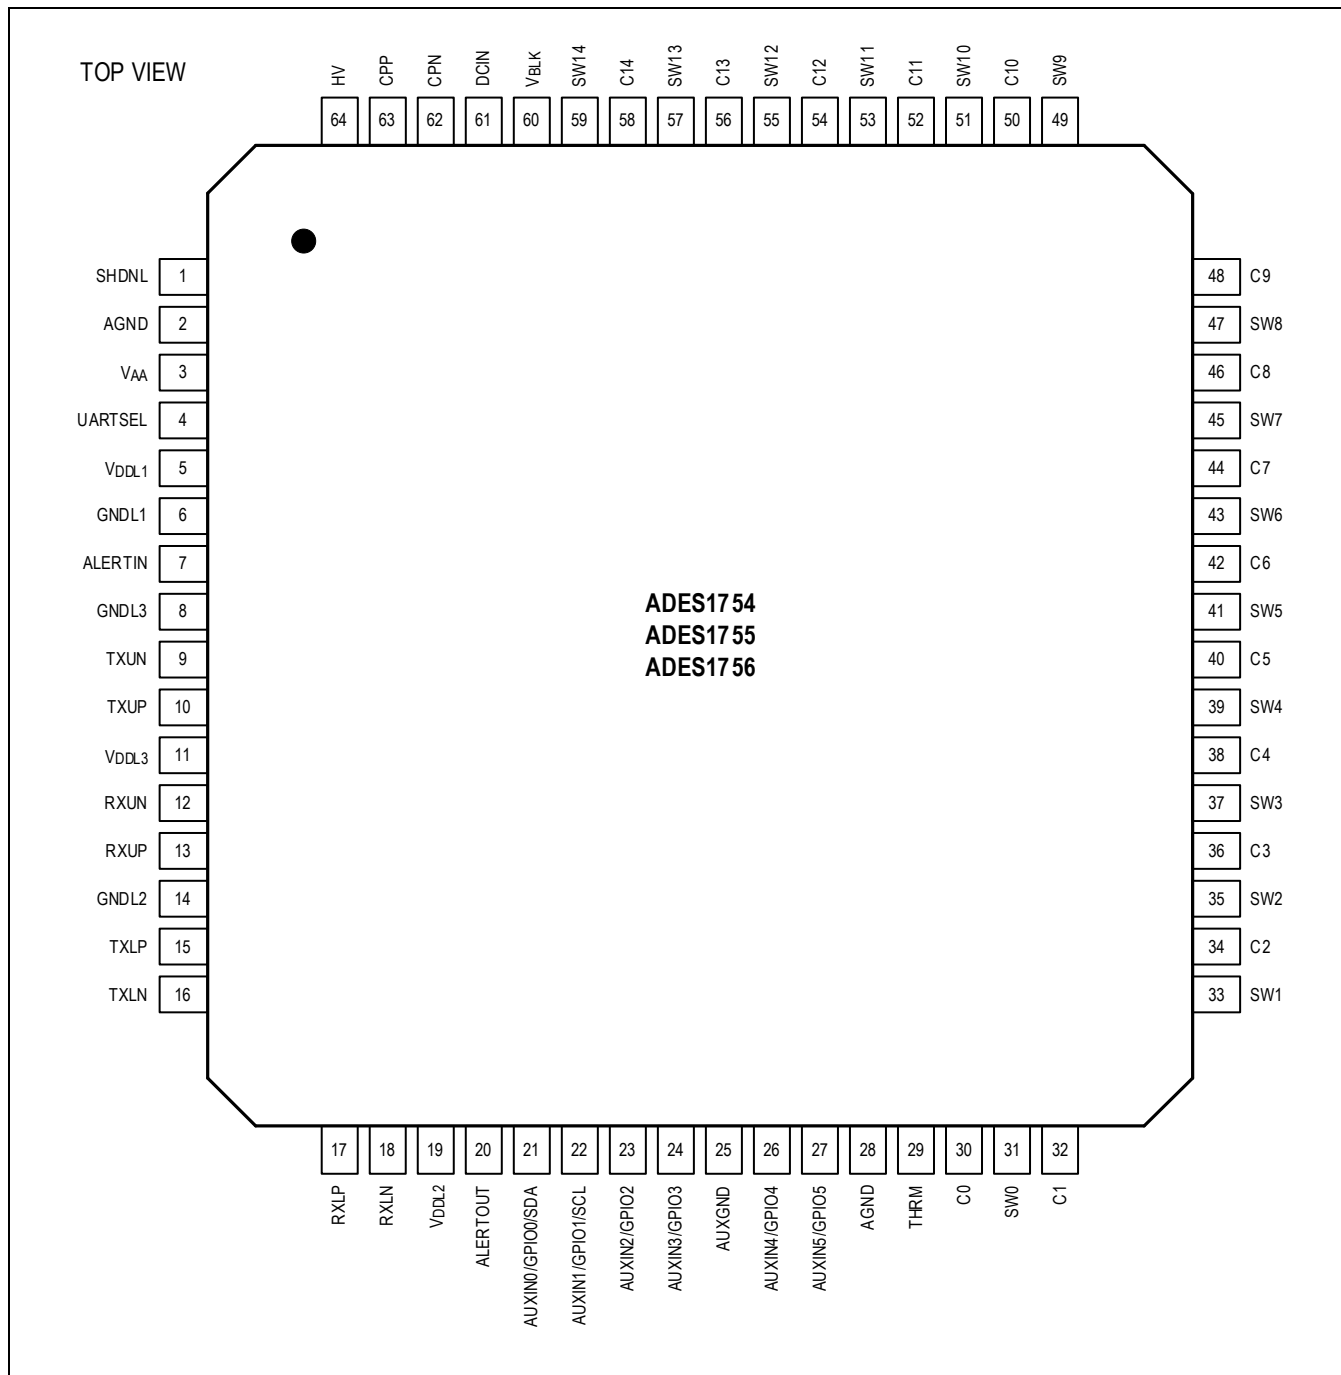 TOP VIEW
HV
CPP
CPN
DCIN
VBLK
SW14
C14
SW13
C13
SW12
C12
SW11
C11
SW10
C10
SW9
64
63
62
61
60
59
58
57
56
55
54
53
52
51
50
49
SHDNL 1
AGND 2
VAA 3
UARTSEL 4
VDDL1 5
GNDL1 6
ALERTIN 7
GNDL3 8
TXUN 9
TXUP 10
VDDL3 11
RXUN 12
RXUP 13
GNDL2 14
TXLP 15
TXLN 16
ADES1754
ADES1755
ADES1756
48 C9
47 SW8
46 C8
45 SW7
44 C7
43 SW6
42 C6
41 SW5
40 C5
39 SW4
38 C4
37 SW3
36 C3
35 SW2
34 C2
33 SW1
17
18
19
20
21
22
23
24
25
26
27
28
29
30
31
32
RXLP
RXLN
VDDL2
ALERTOUT
AUXIN0/GPIO0/SDA
AUXIN1/GPIO1/SCL
AUXIN2/GPIO2
AUXIN3/GPIO3
AUXGND
AUXIN4/GPIO4
AUXIN5/GPIO5
AGND
THRM
C0
SW0
C1